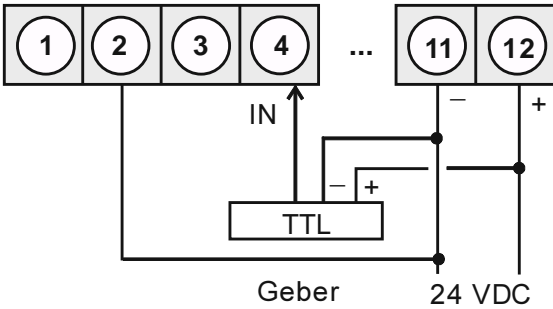 1 2 3 4 ... 11 12
– +
IN
– +
TTL
Geber 24 VDC